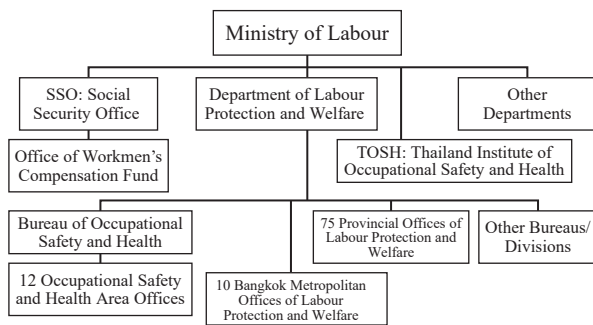 Ministry of Labour
SSO: Social
Security Office
Department of Labour
Protection and Welfare
Other
Departments
Office of Workmen's
Compensation Fund
TOSH: Thailand Institute of
Occupational Safety and Health
Bureau of Occupational
Safety and Health
75 Provincial Offices of
Labour Protection and
Welfare
Other Bureaus/
Divisions
12 Occupational Safety
and Health Area Offices
10 Bangkok Metropolitan
Offices of Labour
Protection and Welfare